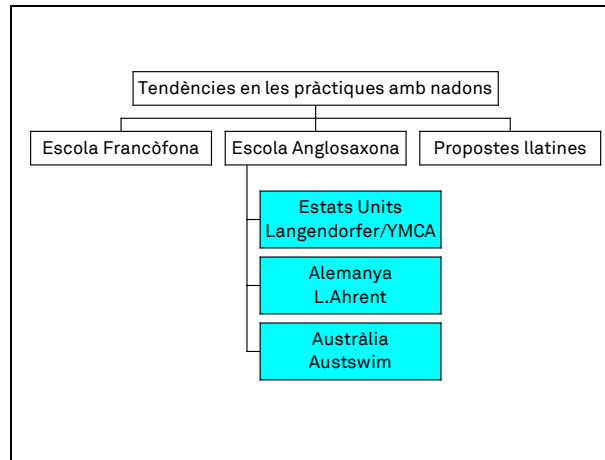 Tendències en les pràctiques amb nadons
Escola Francòfona
Escola Anglosaxona
Propostes llatines
Estats Units
Langendorfer/YMCA
Alemanya
L.Ahrent
Austràlia
Austswim